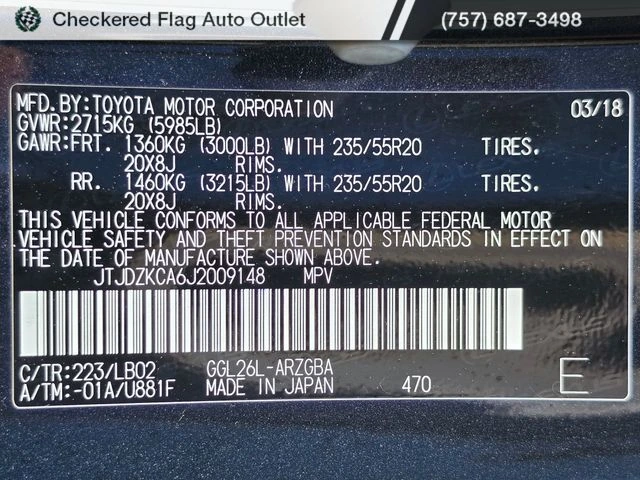 Checkered Flag Auto Outlet (757) 687-3498
MFD.BY:TOYOTA MOTOR CORPORATION 03/18
GVWR:2715KG (5985LB)
GAWR:FRT. 1360KG (3000LB) WITH 235/55R20 TIRES.
20X8J RIMS.
RR. 1460KG (3215LB) WITH 235/55R20 TIRES.
20X8J RIMS.
THIS VEHICLE CONFORMS TO ALL APPLICABLE FEDERAL MOTOR
VEHICLE SAFETY AND THEFT PREVENTION STANDARDS IN EFFECT ON
THE DATE OF MANUFACTURE SHOWN ABOVE.
JTJDZKCA6J2009148 MPV
C/TR:223/LB02 GGL26L-ARZGBA
A/TM:-01A/U881F MADE IN JAPAN 470 E